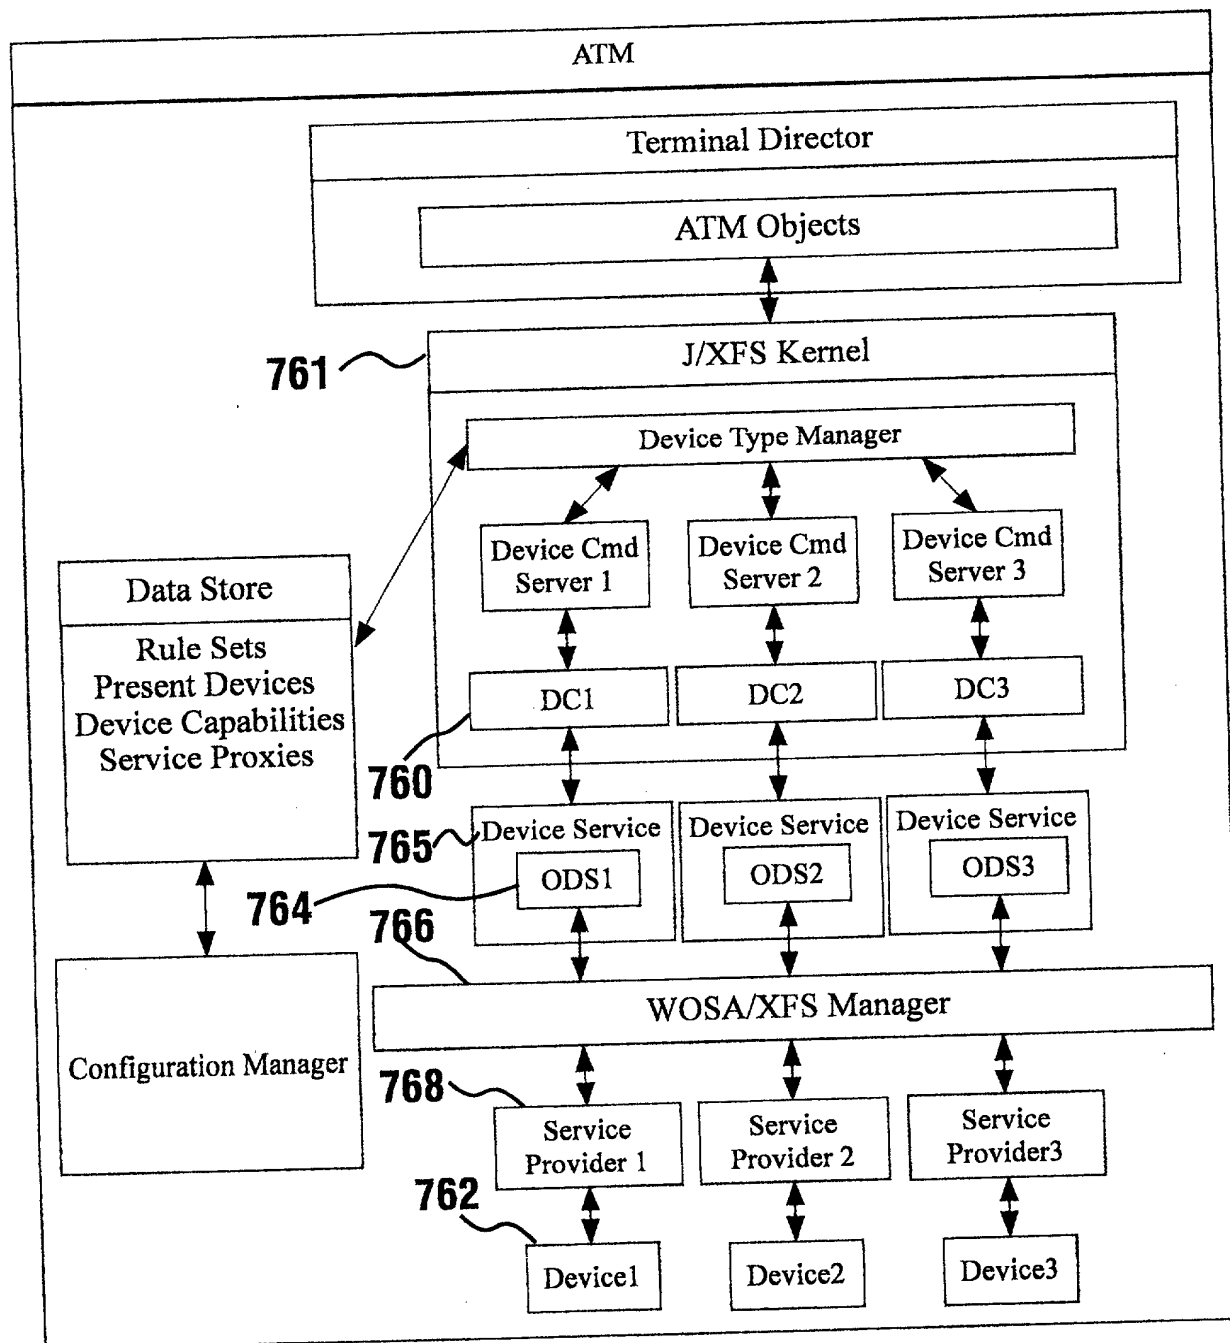 ATM
Terminal Director
ATM Objects
761
J/XFS Kernel
Device Type Manager
Device Cmd
Server 1
Device Cmd
Server 2
Device Cmd
Server 3
Data Store
Rule Sets
Present Devices
Device Capabilities
Service Proxies
DC1
DC2
DC3
760
765
Device Service
ODS1
Device Service
ODS2
Device Service
ODS3
764
766
WOSA/XFS Manager
Configuration Manager
768
Service
Provider 1
Service
Provider 2
Service
Provider3
762
Device1
Device2
Device3